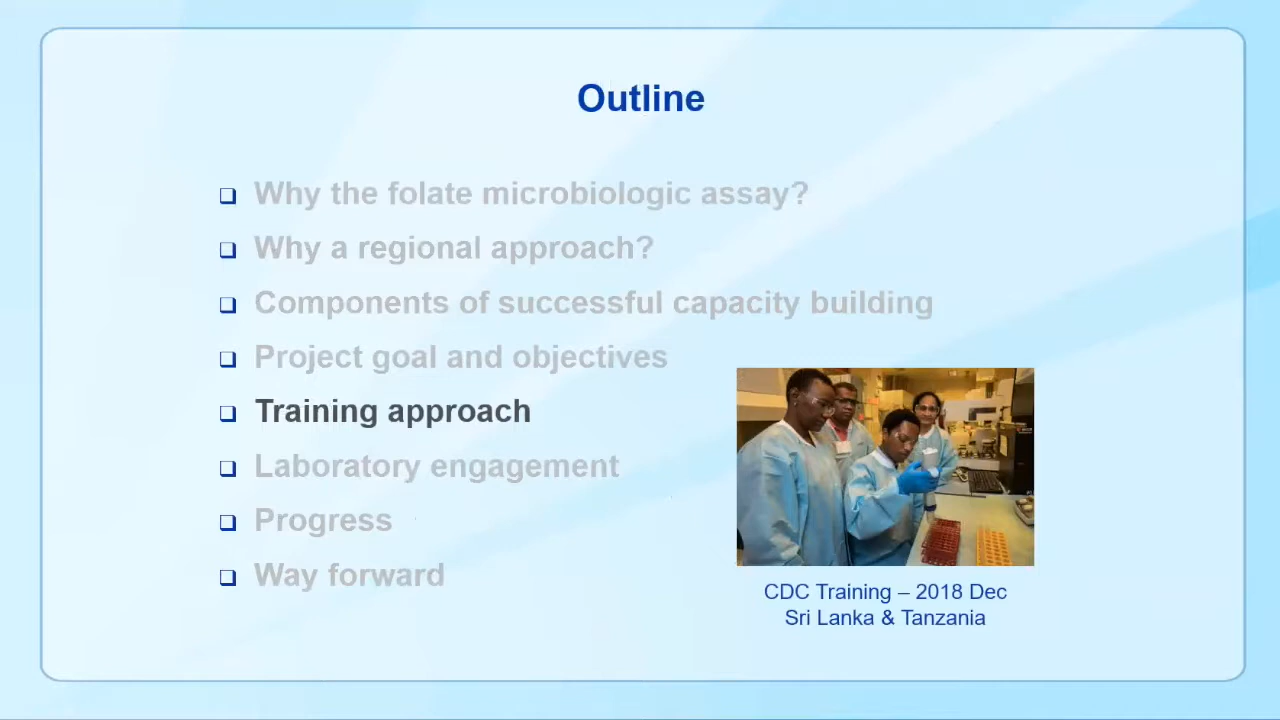 Outline
Why the folate microbiologic assay?
Why a regional approach?
Components of successful capacity building
Project goal and objectives
Training approach
Laboratory engagement
Progress
Way forward
CDC Training – 2018 Dec
Sri Lanka & Tanzania